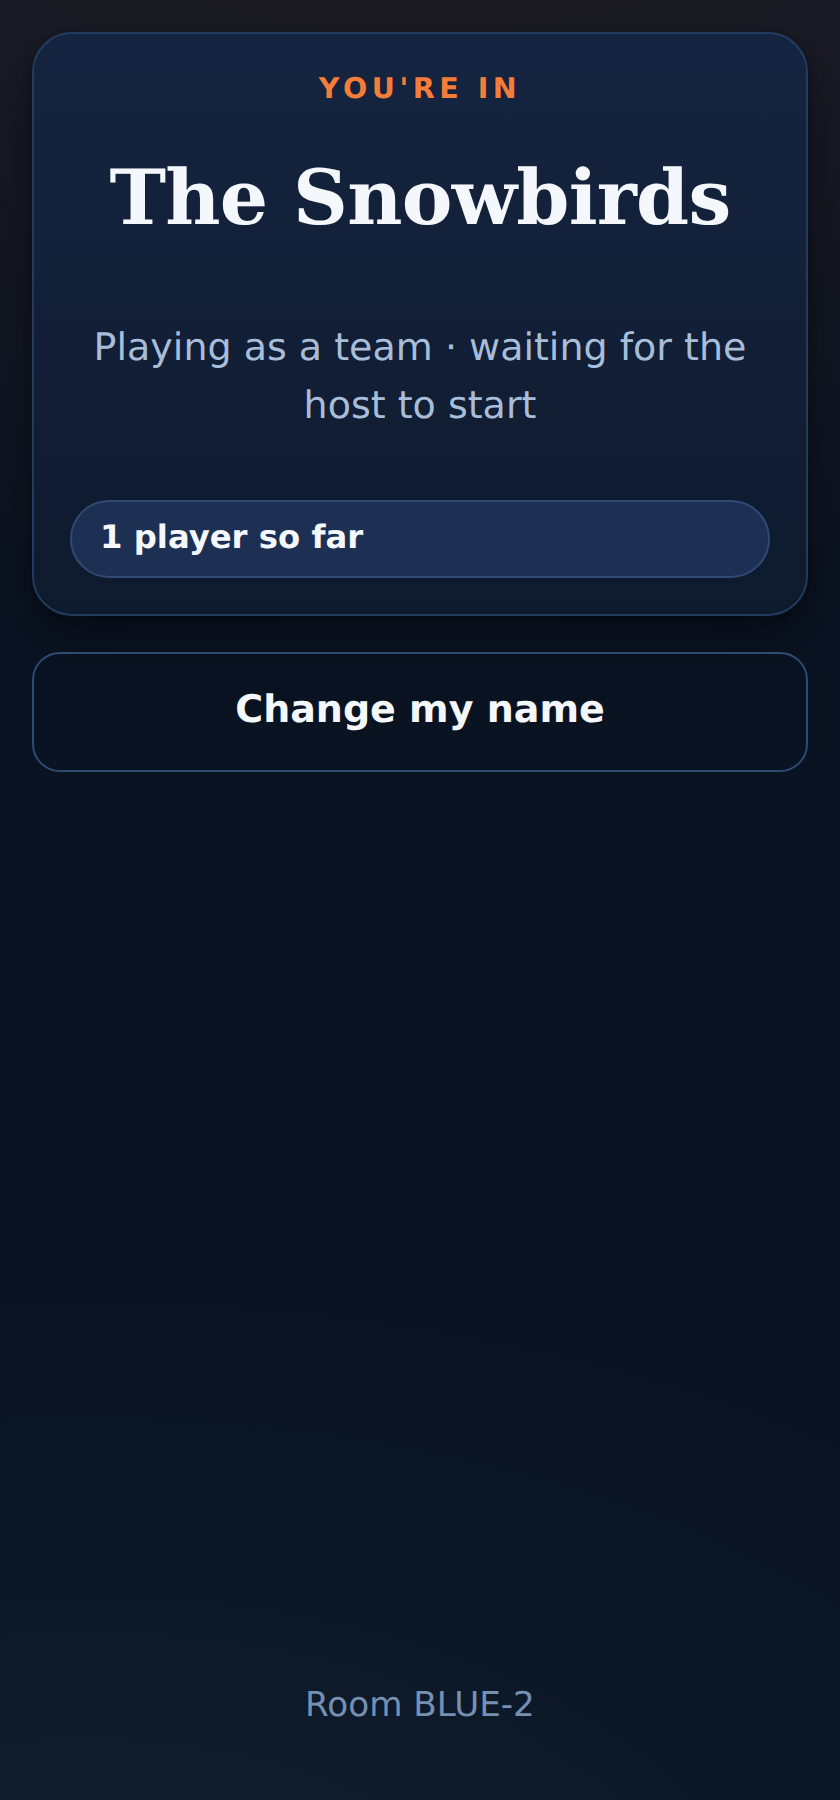 YOU'RE IN
The Snowbirds
Playing as a team · waiting for the
host to start
1 player so far
Change my name
Room BLUE-2